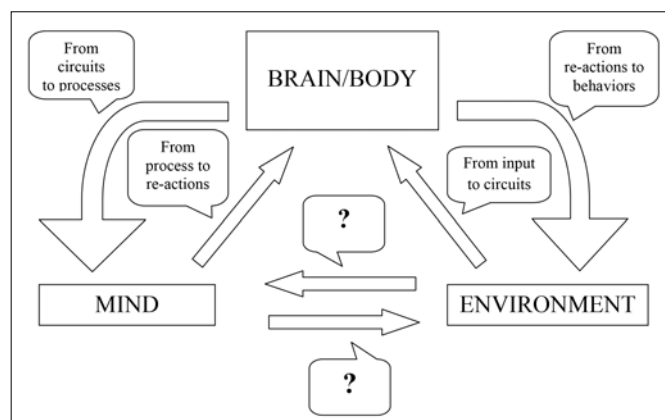 From
circuits
to processes
BRAIN/BODY
From
re-actions to
behaviors
From
process to
re-actions
From input
to circuits
?
MIND
ENVIRONMENT
?